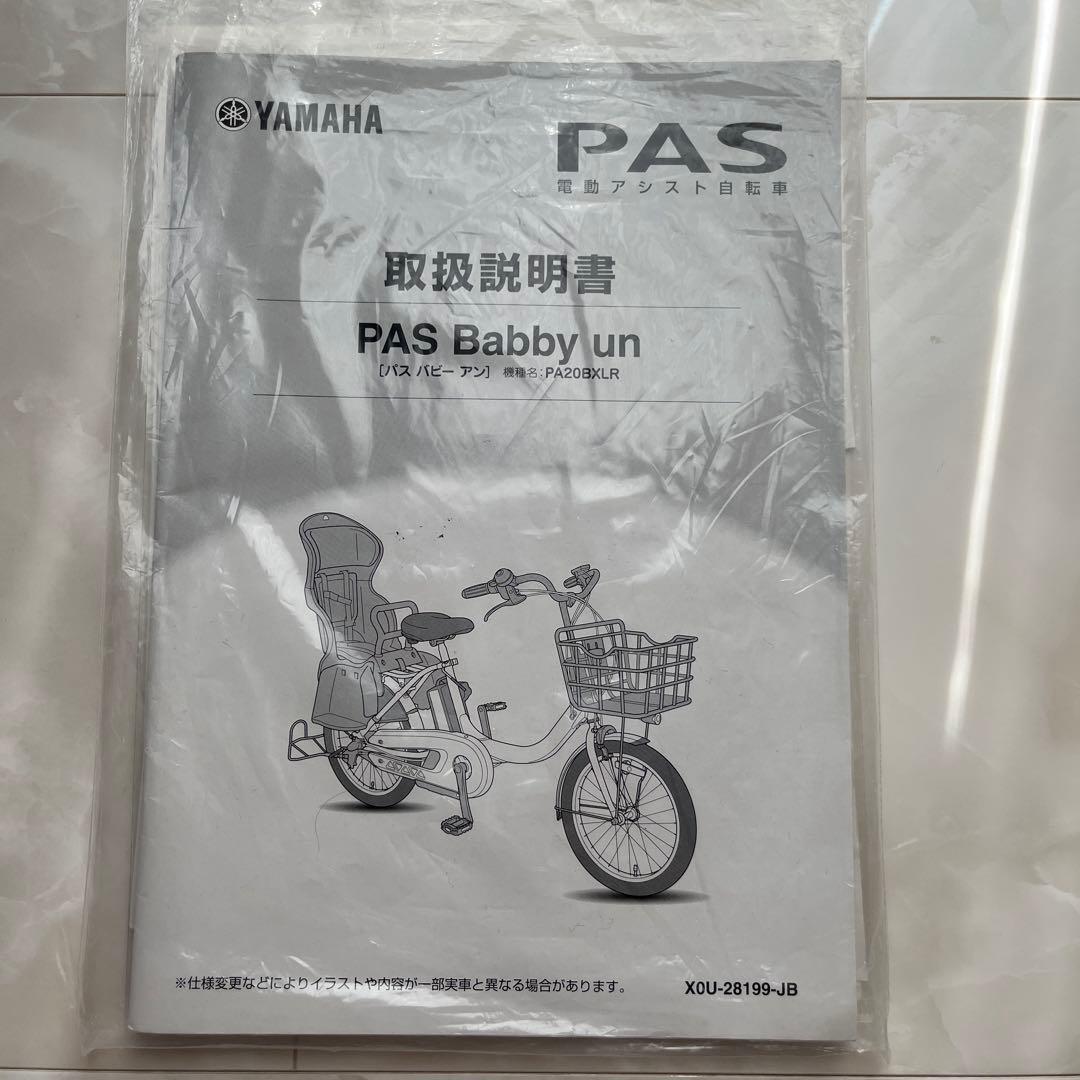 YAMAHA
PAS
電動アシスト自転車
取扱説明書
PAS Babby un
[パス バビー アン] 機種名:PA20BXLR
※仕様変更などによりイラストや内容が一部実車と異なる場合があります。
X0U-28199-JB